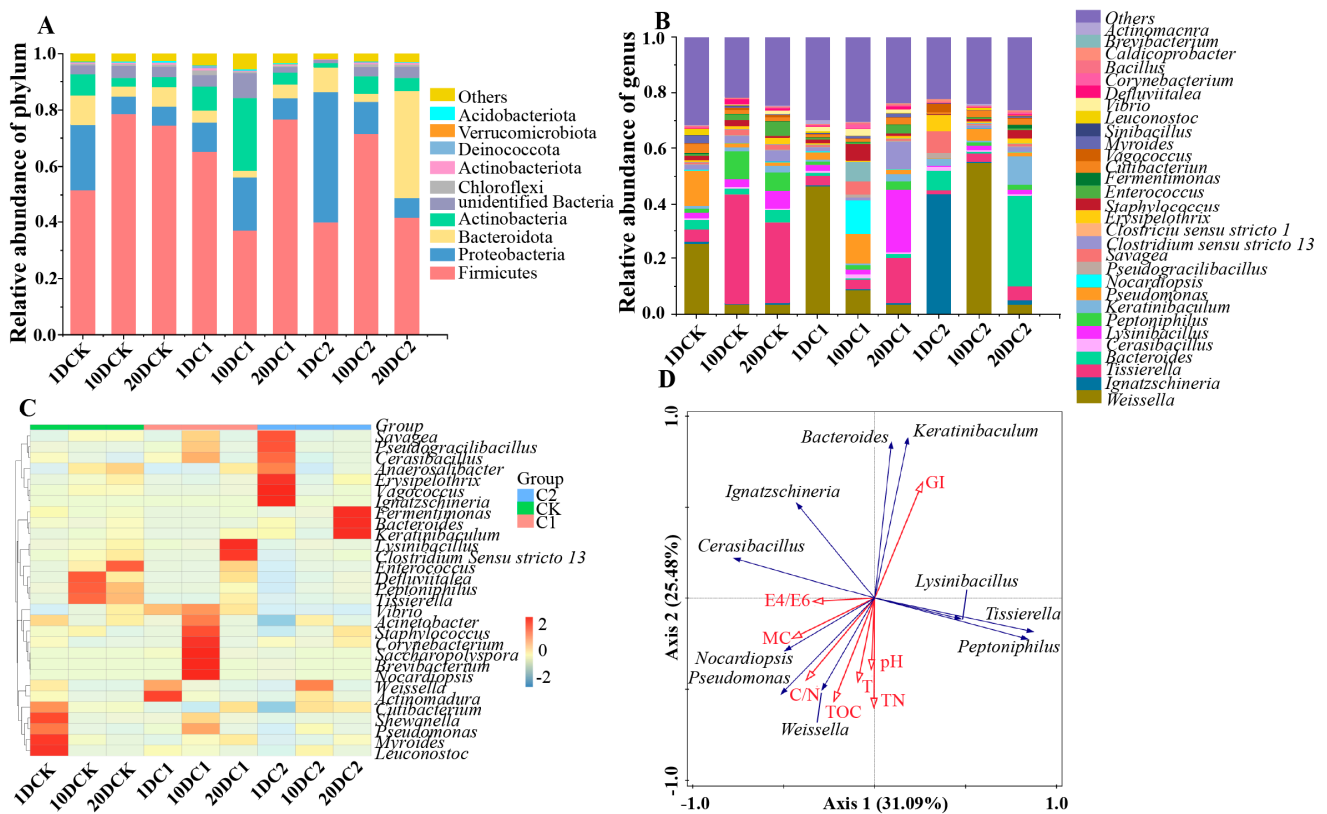 A
Relative abundance of phylum
1.0
0.8
0.6
0.4
0.2
0.0
1DCK
10DCK
20DCK
1DC1
10DC1
20DC1
1DC2
10DC2
20DC2
Others
Acidobacteriota
Verrucomicrobiota
Deinococcota
Actinobacteriota
Chloroflexi
unidentified Bacteria
Actinobacteria
Bacteroidota
Proteobacteria
Firmicutes
B
Relative abundance of genus
1.0
0.8
0.6
0.4
0.2
0.0
1DCK
10DCK
20DCK
1DC1
10DC1
20DC1
1DC2
10DC2
20DC2
Others
Actinomacnra
Brevibacterium
Caldicoprobacter
Bacillus
Corynebacterium
Defluviitalea
Vibrio
Leuconostoc
Sinibacillus
Myroides
Vagococcus
Cutibacteriun
Fermentimonas
Enterococcus
Staphylococcus
Erysipelothrix
Clostriciu sensu stricto 1
Clostridium sensu stricto 13
Savagea
Pseudogracilibacillus
Nocardiopsis
Pseudomonas
Keratinibaculum
Peptoniphilus
Lysinibacillus
Cerasibacillus
Bacteroides
Tissierella
Ignatzschineria
Weissella
C
Group
Savagea
Pseudogracilibacillus
Cerasibacillus
Anaerosalibacter
Erysipelothrix
Vagococcus
Ignatzschineria
Fermentimonas
Bacteroides
Keratinibaculum
Lysinibacillus
Clostridium Sensu stricto 13
Enterococcus
Defluviitalea
Peptoniphilus
Tissierella
Vibrio
Acinetobacter
Staphylococcus
Corynebacterium
Saccharopolyspora
Brevibacterium
Nocardiopsis
Weissella
Actinomadura
Cutibacterium
Shewanella
Pseudomonas
Myroides
Leuconostoc
1DCK
10DCK
20DCK
1DC1
10DC1
20DC1
1DC2
10DC2
20DC2
Group
C2
CK
C1
2
0
-2
D
Axis 2 (25.48%)
1.0
-1.0
Bacteroides
Keratinibaculum
GI
Ignatzschineria
Cerasibacillus
Lysinibacillus
E4/E6
Tissierella
MC
Peptoniphilus
Nocardiopsis
pH
Pseudomonas
C/N
T
TOC
TN
Weissella
-1.0
Axis 1 (31.09%)
1.0